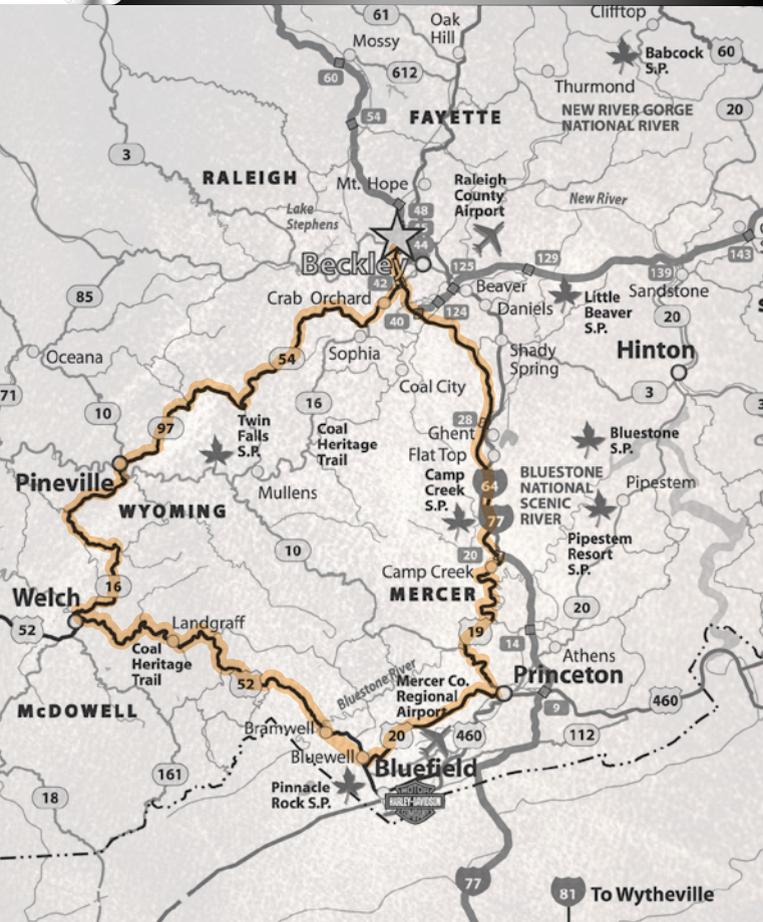 61
Oak
Hill
Clifftop
Mossy
Babcock
S.P.
60
60
612
Thurmond
54
FAYETTE
NEW RIVER GORGE
NATIONAL RIVER
20
3
RALEIGH
Mt. Hope
Raleigh
County
Airport
New River
Lake
Stephens
48
44
Beckley
125
129
139
143
42
Beaver
Sandstone
85
Crab Orchard
Daniels
Little
Beaver
S.P.
40
124
20
Oceana
54
Sophia
Shady
Spring
Hinton
71
Coal City
3
10
16
97
Twin
Falls
S.P.
Coal
Heritage
Trail
28
Ghent
Flat Top
Bluestone
S.P.
Pineville
Mullens
Camp
Creek
S.P.
64
BLUESTONE
NATIONAL
SCENIC
RIVER
Pipestem
WYOMING
77
Pipestem
Resort
S.P.
10
20
Camp Creek
16
MERCER
Welch
20
52
Landgraff
19
14
Coal
Heritage
Trail
Athens
52
Bluestone River
Mercer Co.
Regional
Airport
Princeton
McDOWELL
9
460
Bramwell
20
460
112
Bluewell
Bluefield
161
Pinnacle
Rock S.P.
18
MOTOR
HARLEY-DAVIDSON
77
81
To Wytheville